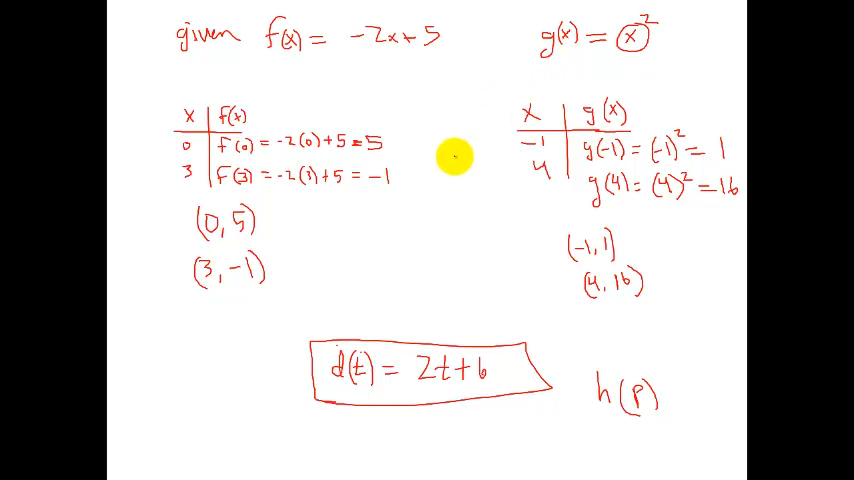 given f(x) = -2x+5
g(x) = x²
x | f(x)
0 | f(0) = -2(0)+5 = 5
3 | f(3) = -2(3)+5 = -1
(0, 5)
(3, -1)
x | g(x)
-1 | g(-1) = (-1)² = 1
4 | g(4) = (4)² = 16
(-1, 1)
(4, 16)
d(t) = 2t+6
h(p)